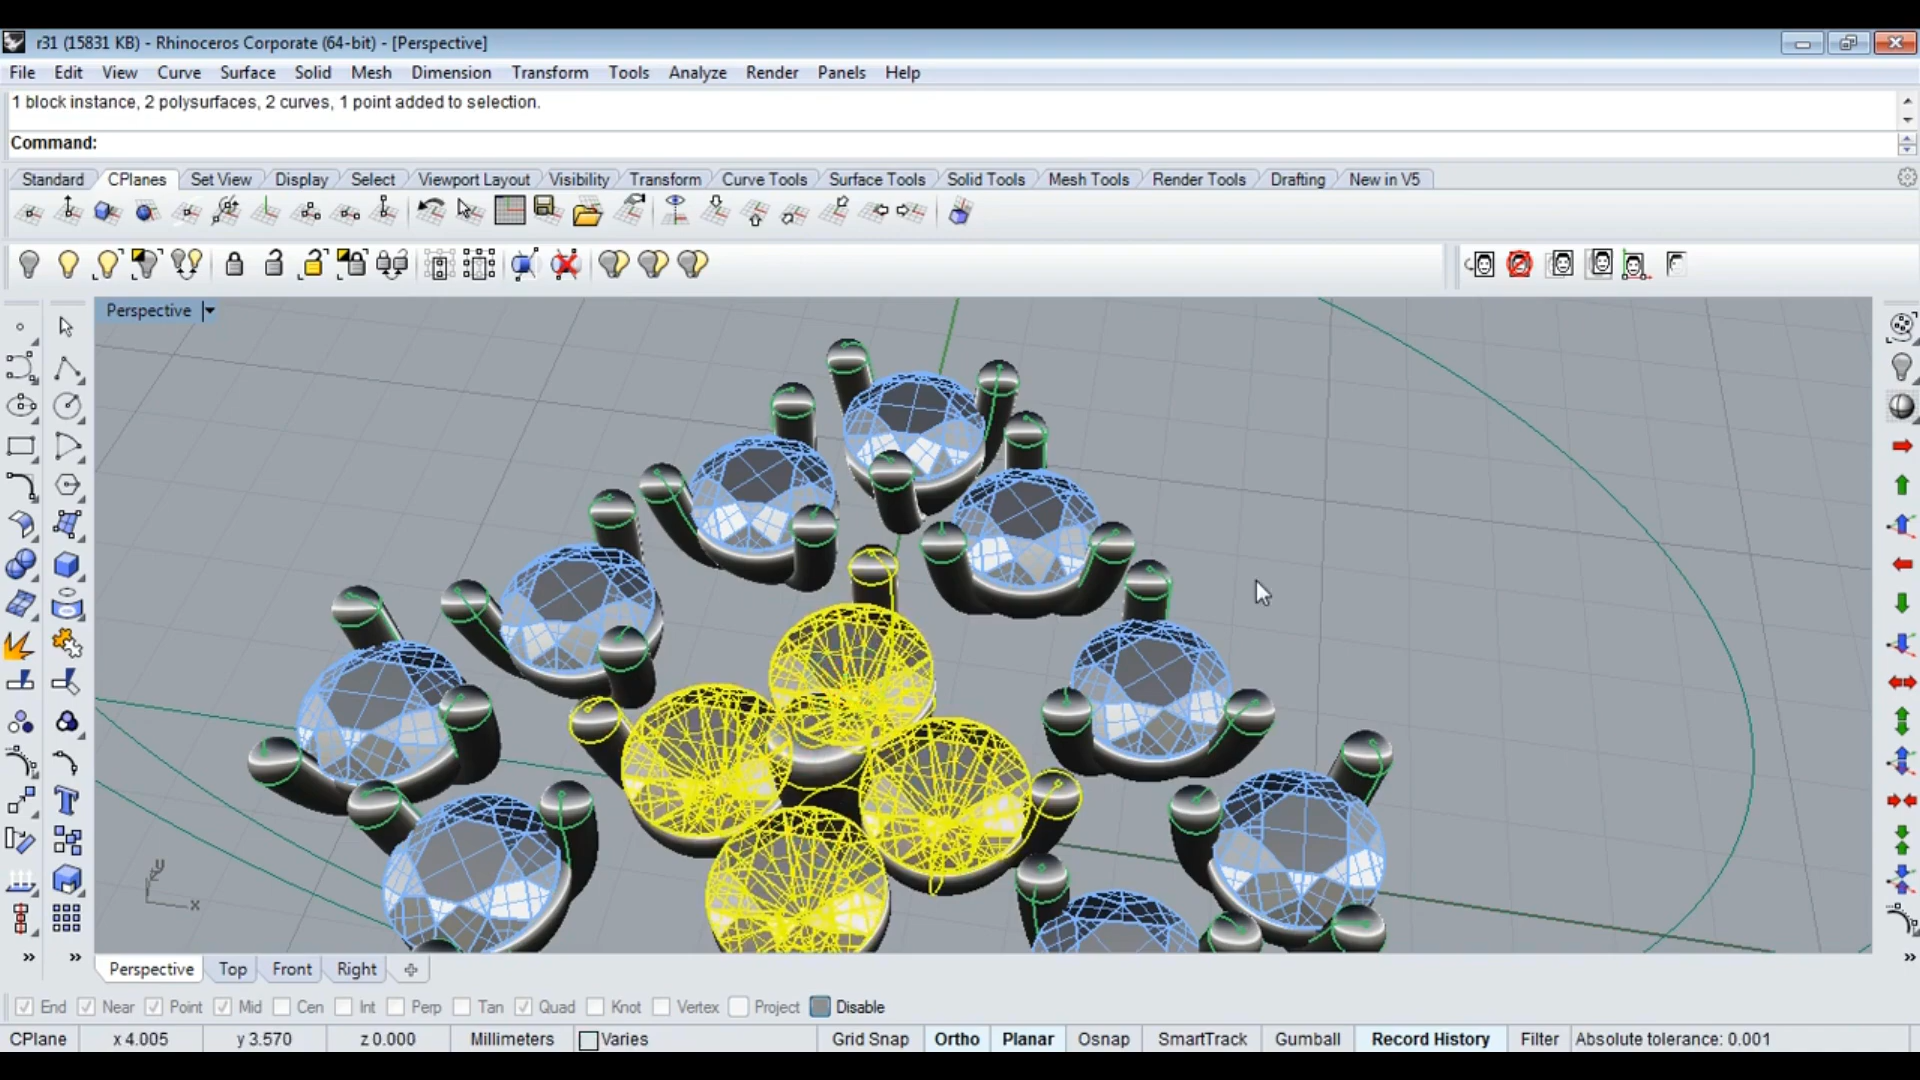 r31 (15831 KB) - Rhinoceros Corporate (64-bit) - [Perspective]
File Edit View Curve Surface Solid Mesh Dimension Transform Tools Analyze Render Panels Help
1 block instance, 2 polysurfaces, 2 curves, 1 point added to selection.
Command:
Standard CPlanes Set View Display Select Viewport Layout Visibility Transform Curve Tools Surface Tools Solid Tools Mesh Tools Render Tools Drafting New in V5
Perspective
y
x
Perspective Top Front Right
End Near Point Mid Cen Int Perp Tan Quad Knot Vertex Project Disable
CPlane x 4.005 y 3.570 z 0.000 Millimeters Varies Grid Snap Ortho Planar Osnap SmartTrack Gumball Record History Filter Absolute tolerance: 0.001